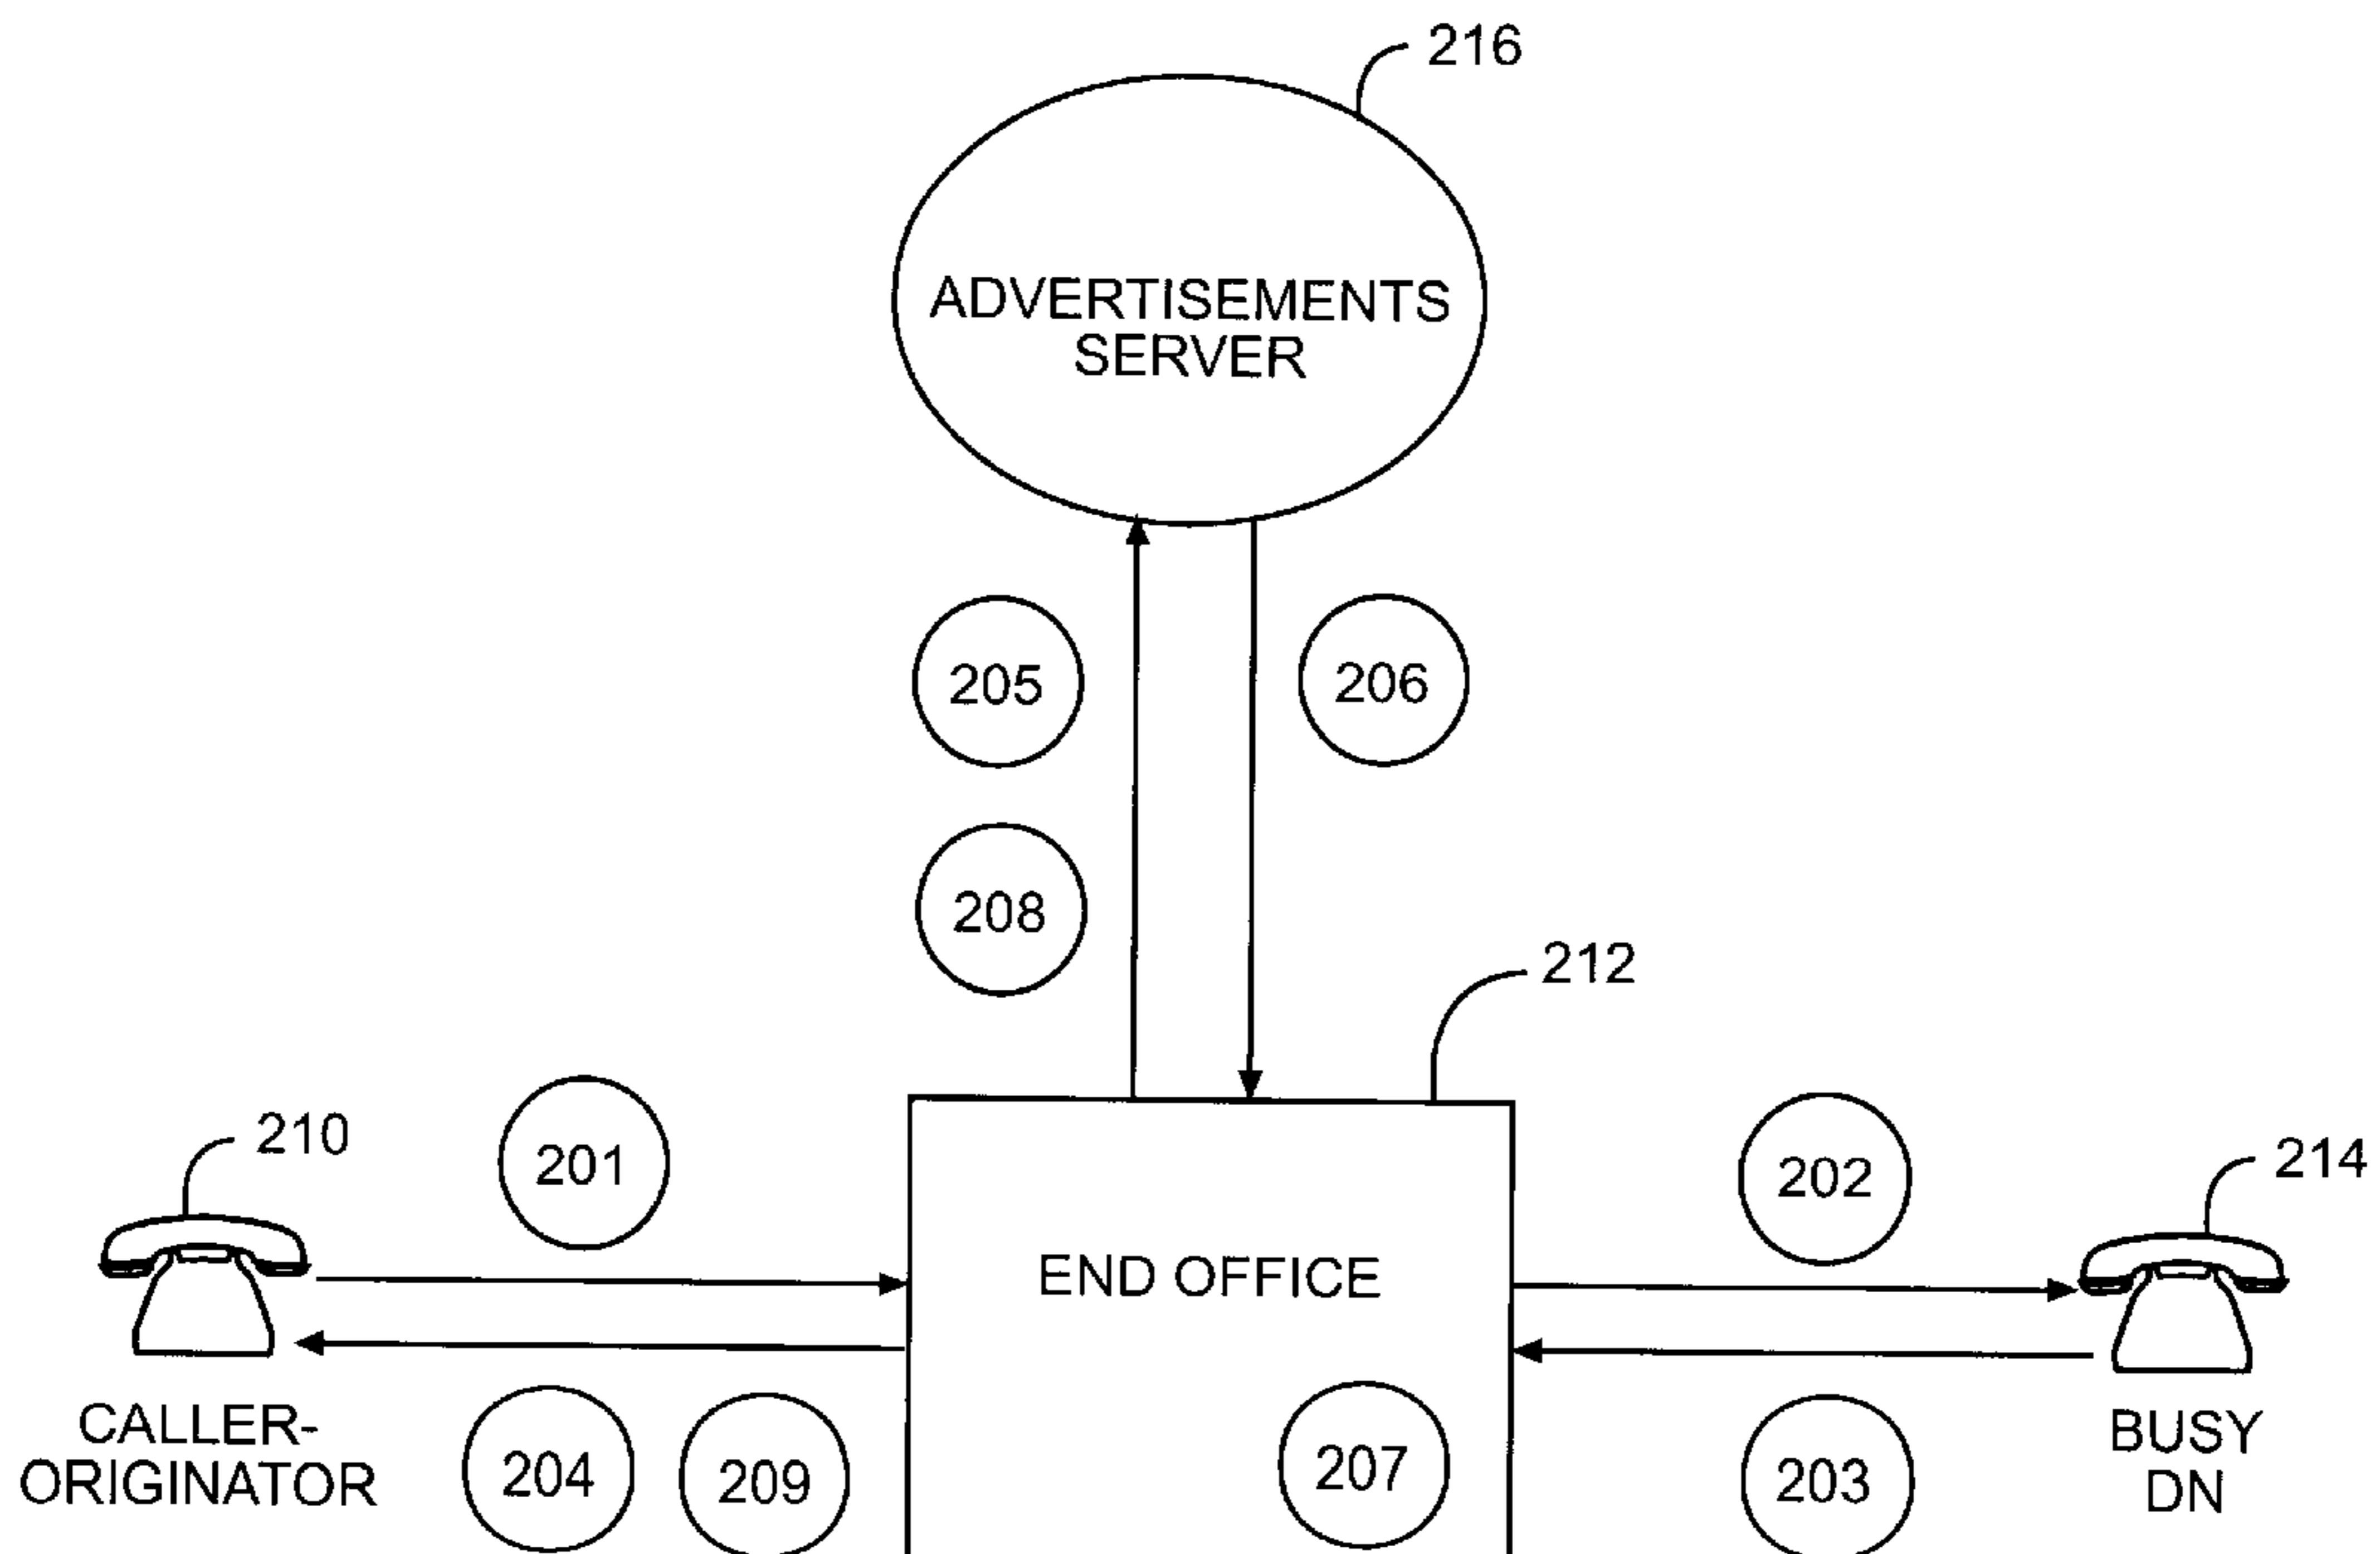 216
ADVERTISEMENTS
SERVER
205
206
208
212
210
201
202
214
END OFFICE
CALLER-
ORIGINATOR
204
209
207
203
BUSY
DN